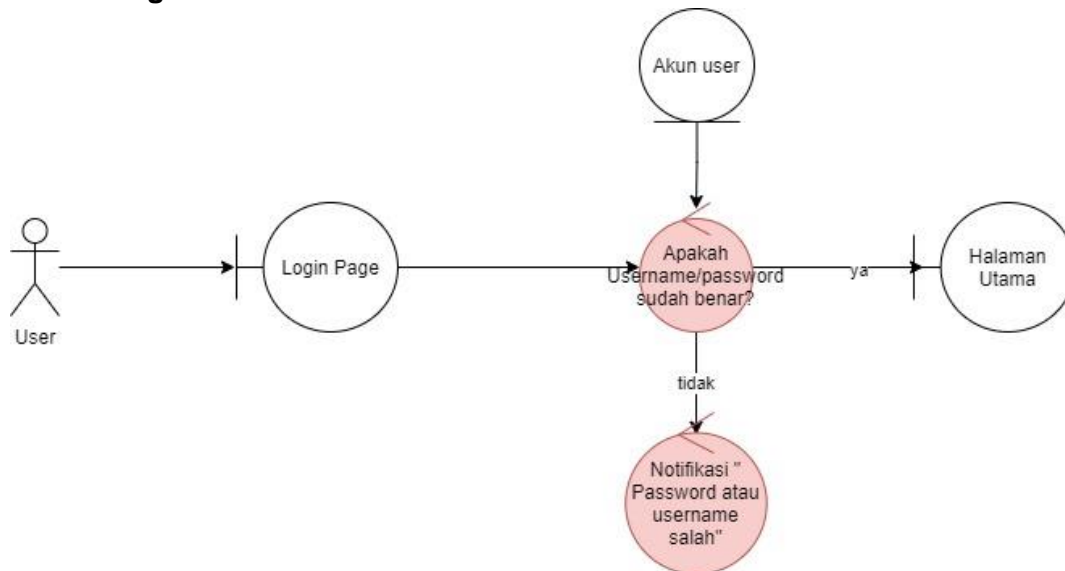 Akun user
User
Login Page
Apakah
Username/password
sudah benar?
ya
Halaman
Utama
tidak
Notifikasi "
Password atau
username
salah"